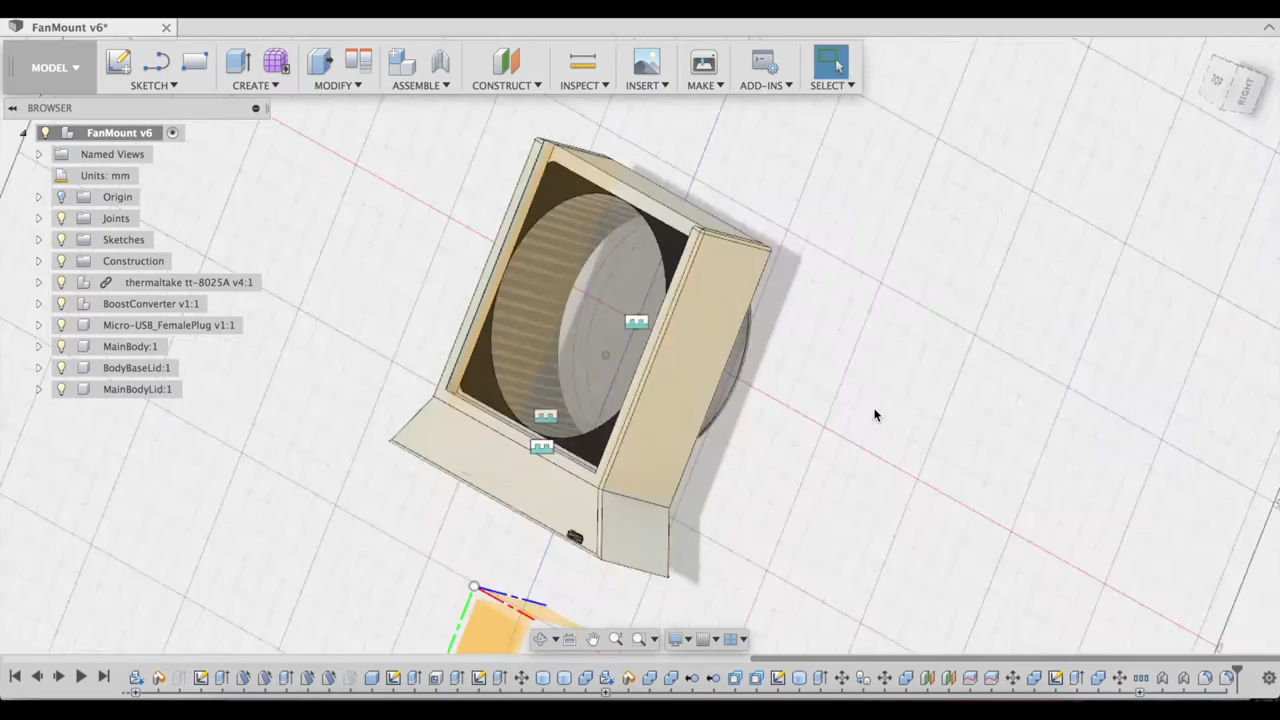 FanMount v6*
MODEL
SKETCH
CREATE
MODIFY
ASSEMBLE
CONSTRUCT
INSPECT
INSERT
MAKE
ADD-INS
SELECT
TOP
RIGHT
BROWSER
FanMount v6
Named Views
Units: mm
Origin
Joints
Sketches
Construction
thermaltake tt-8025A v4:1
BoostConverter v1:1
Micro-USB_FemalePlug v1:1
MainBody:1
BodyBaseLid:1
MainBodyLid:1